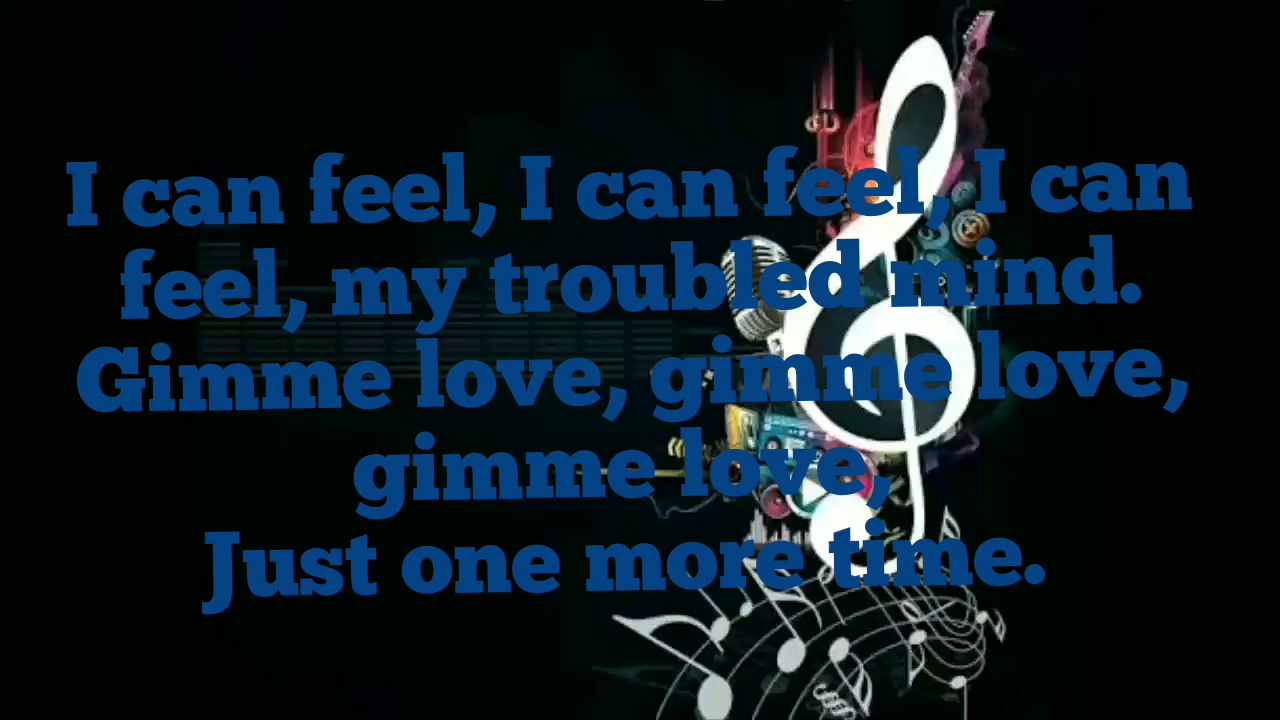 I can feel, I can feel, I can
feel, my troubled mind.
Gimme love, gimme love,
gimme love,
Just one more time.